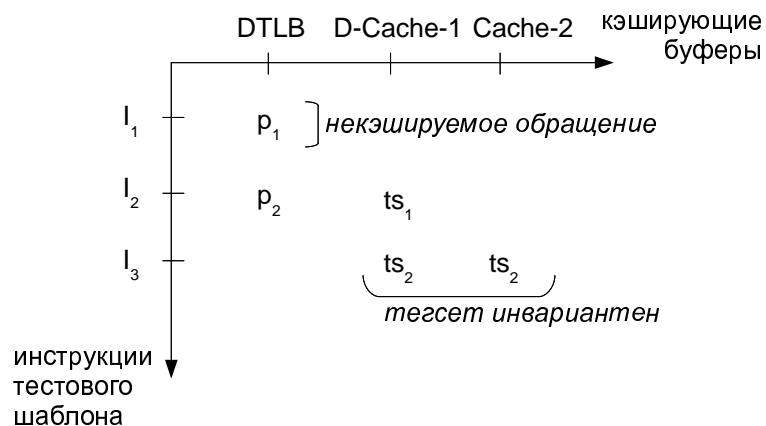 DTLB D-Cache-1 Cache-2 кэширующие
буферы
I₁ p₁ некэшируемое обращение
I₂ p₂ ts₁
I₃ ts₂ ts₂
тегсет инвариантен
инструкции
тестового
шаблона